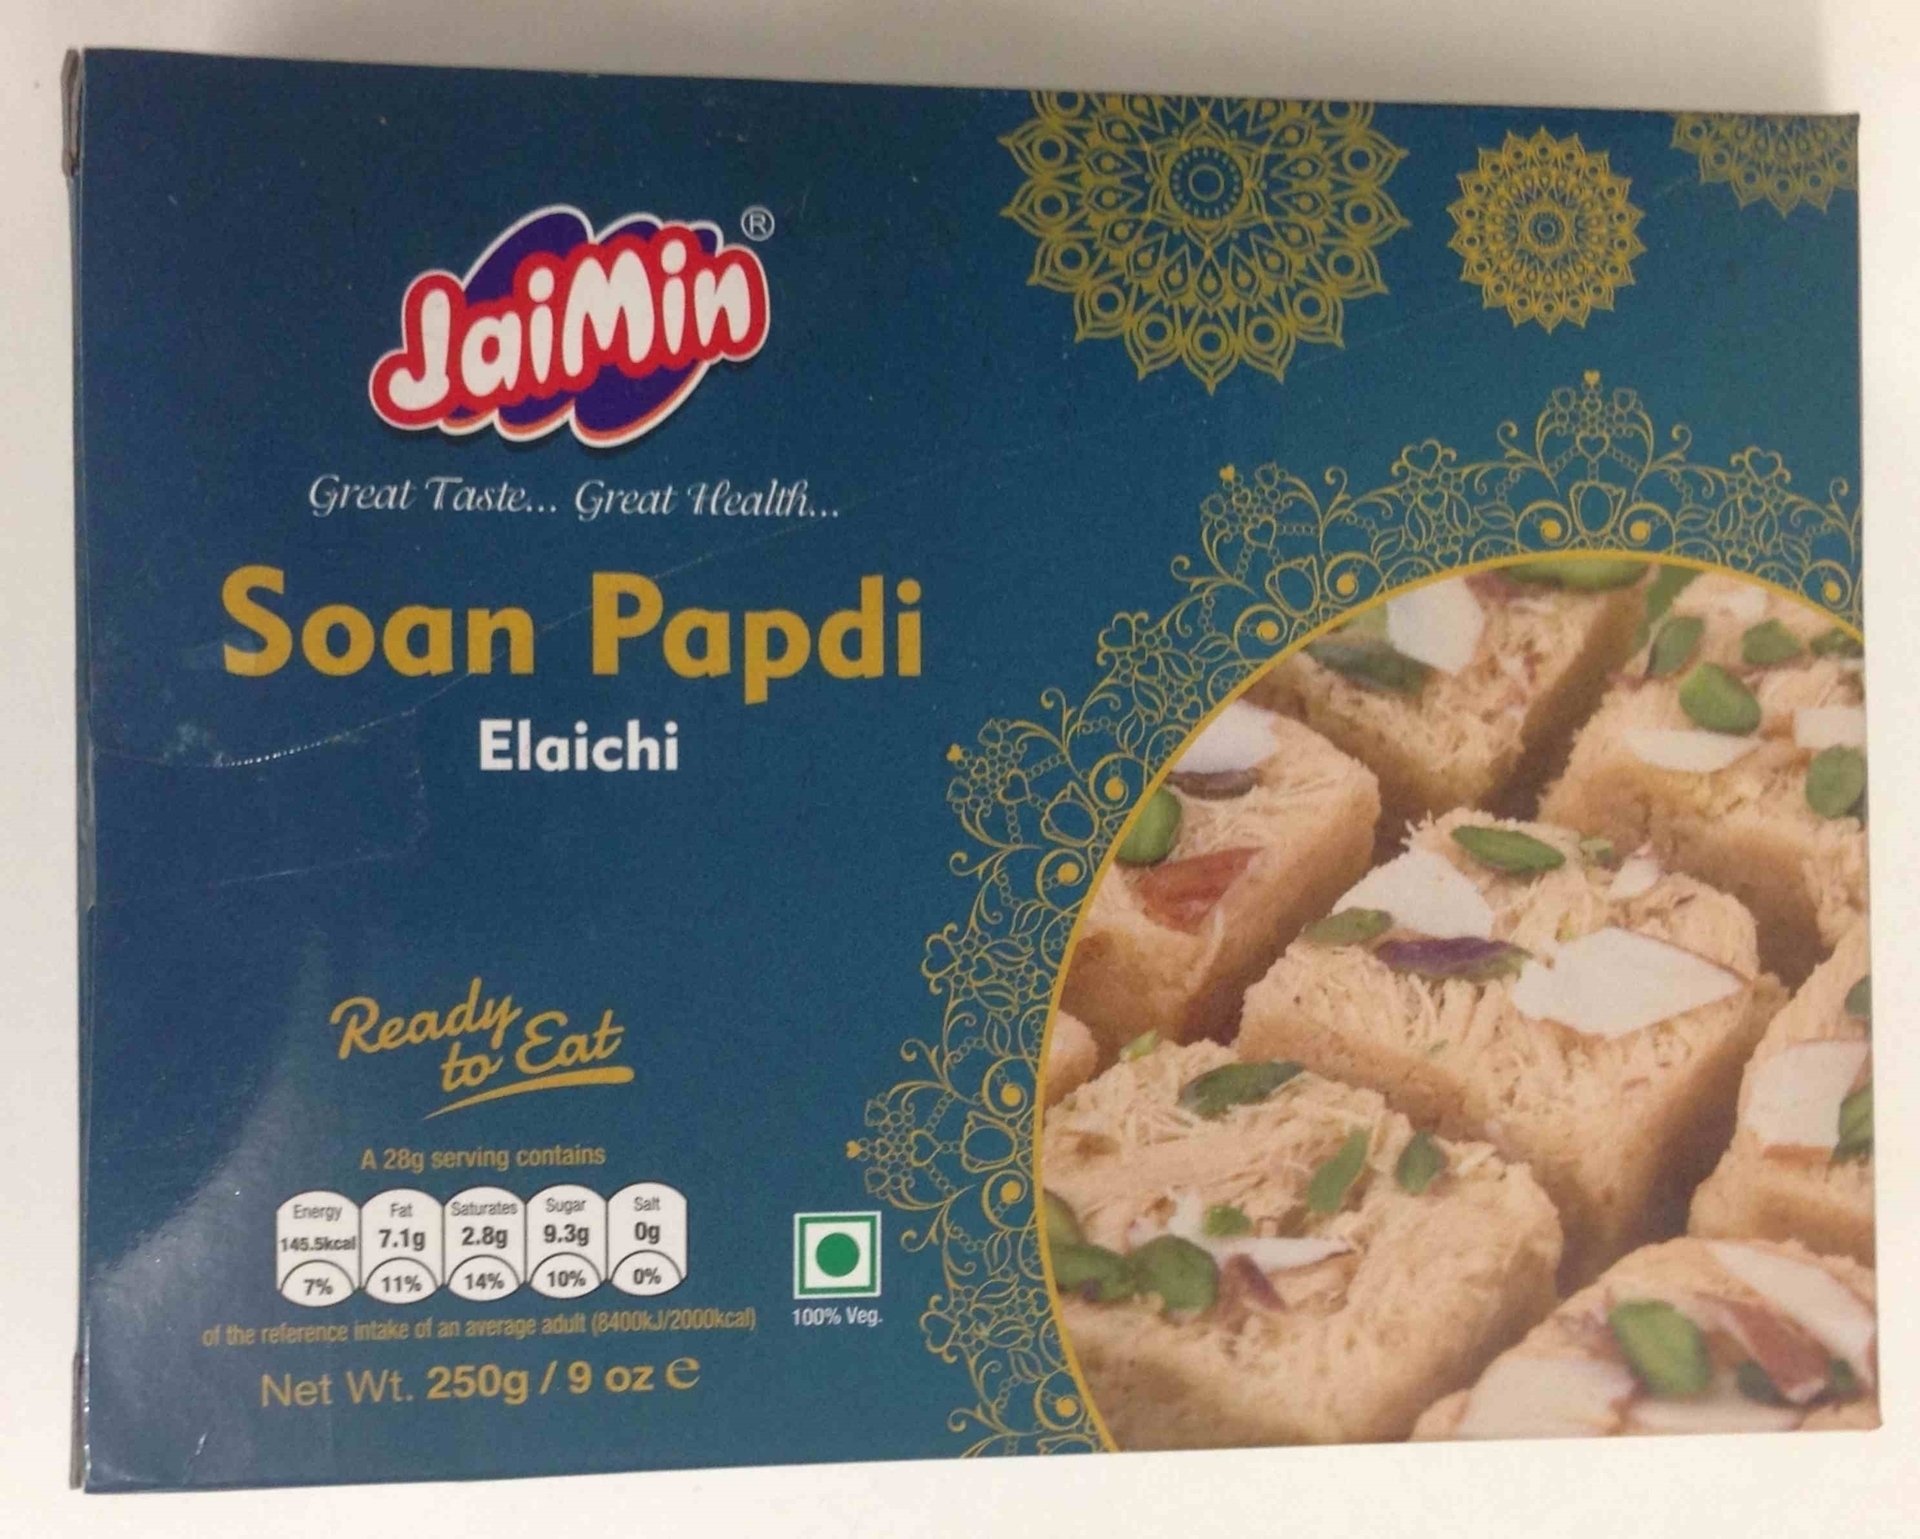 JaiMin ®
Great Taste... Great Health...
Soan Papdi
Elaichi
Ready
to Eat
A 28g serving contains
Energy Fat Saturates Sugar Salt
145.5kcal 7.1g 2.8g 9.3g 0g
7% 11% 14% 10% 0%
of the reference intake of an average adult (8400kJ/2000kcal)
100% Veg.
Net Wt. 250g / 9 oz e